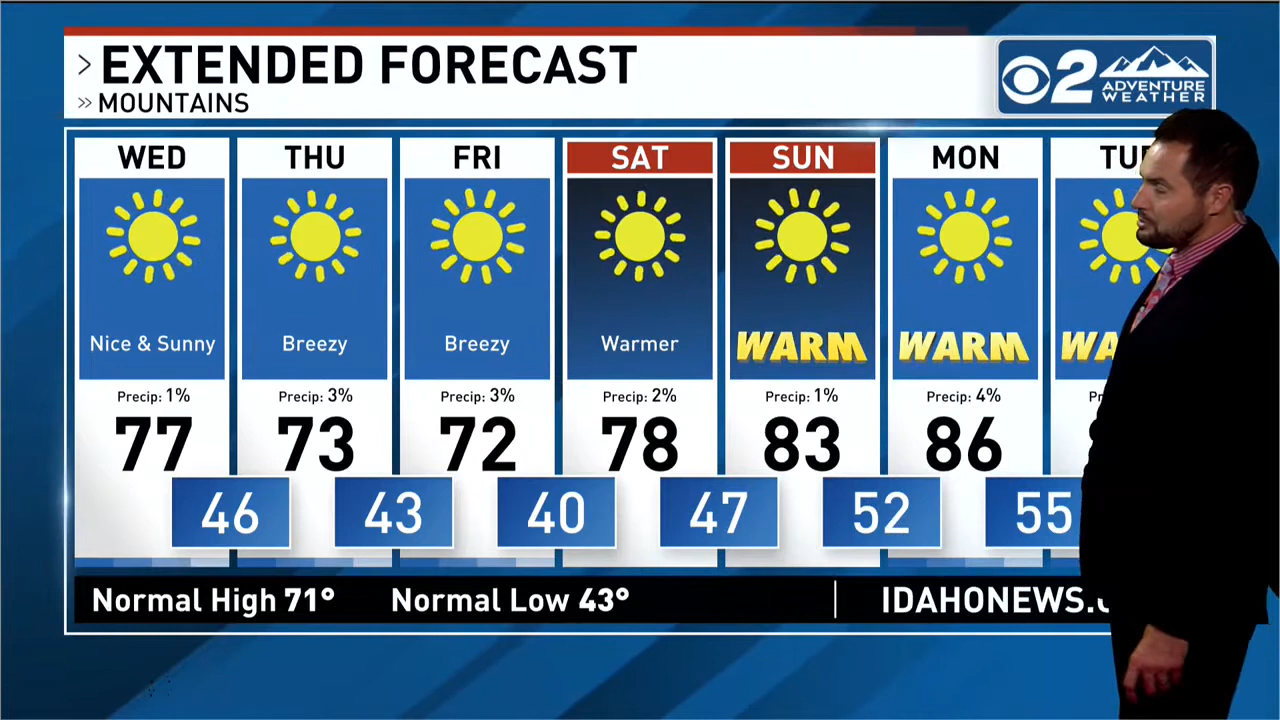 > EXTENDED FORECAST
» MOUNTAINS
2 ADVENTURE
WEATHER
WED THU FRI SAT SUN MON
Nice & Sunny Breezy Breezy Warmer WARM WARM
Precip: 1% Precip: 3% Precip: 3% Precip: 2% Precip: 1% Precip: 4%
77 73 72 78 83 86
46 43 40 47 52 55
Normal High 71° Normal Low 43° IDAHONEWS.